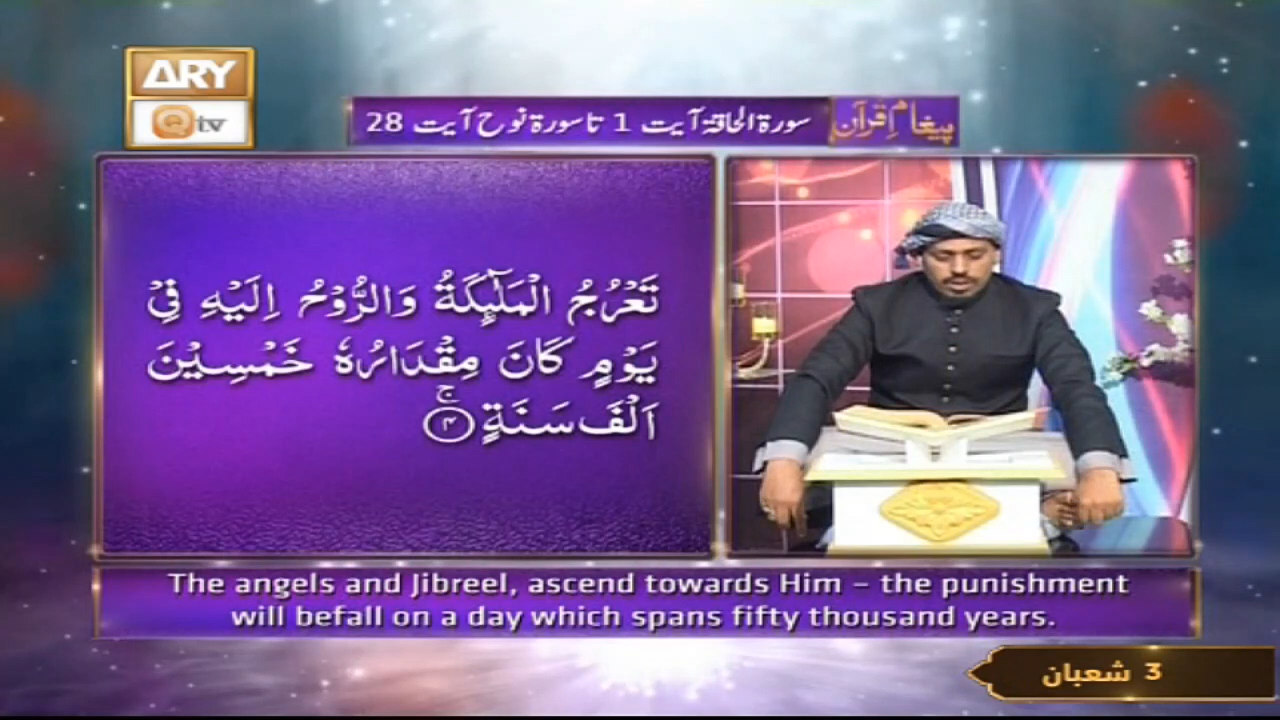 ARY
Qtv
پیغامِ قرآن سورۃ الحاقۃ آیت 1 تا سورۃ نوح آیت 28
تَعْرُجُ الْمَلٰٓىِٕكَةُ وَالرُّوْحُ اِلَيْهِ فِيْ
يَوْمٍ كَانَ مِقْدَارُهٗ خَمْسِيْنَ
اَلْفَ سَنَةٍ ۚ ۝۴
The angels and Jibreel, ascend towards Him – the punishment
will befall on a day which spans fifty thousand years.
3 شعبان